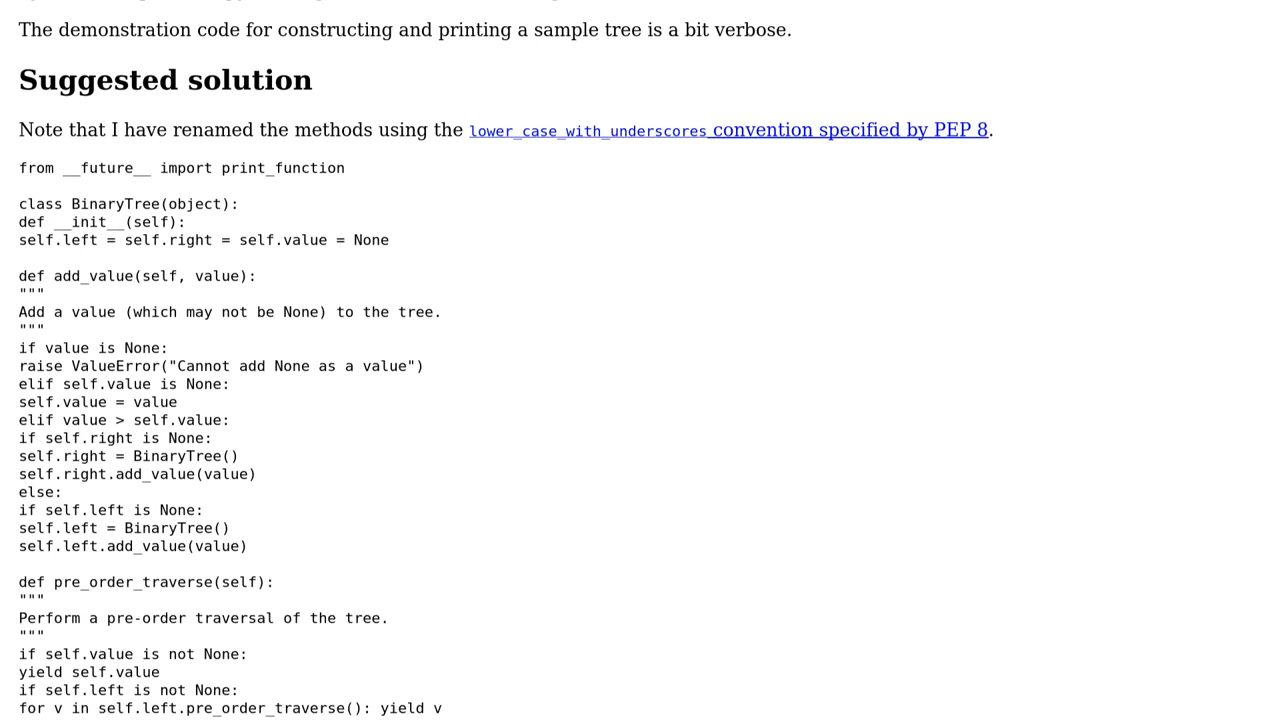 The demonstration code for constructing and printing a sample tree is a bit verbose.
Suggested solution
Note that I have renamed the methods using the lower_case_with_underscores convention specified by PEP 8.
from __future__ import print_function
class BinaryTree(object):
def __init__(self):
self.left = self.right = self.value = None
def add_value(self, value):
"""
Add a value (which may not be None) to the tree.
"""
if value is None:
raise ValueError("Cannot add None as a value")
elif self.value is None:
self.value = value
elif value > self.value:
if self.right is None:
self.right = BinaryTree()
self.right.add_value(value)
else:
if self.left is None:
self.left = BinaryTree()
self.left.add_value(value)
def pre_order_traverse(self):
"""
Perform a pre-order traversal of the tree.
"""
if self.value is not None:
yield self.value
if self.left is not None:
for v in self.left.pre_order_traverse(): yield v